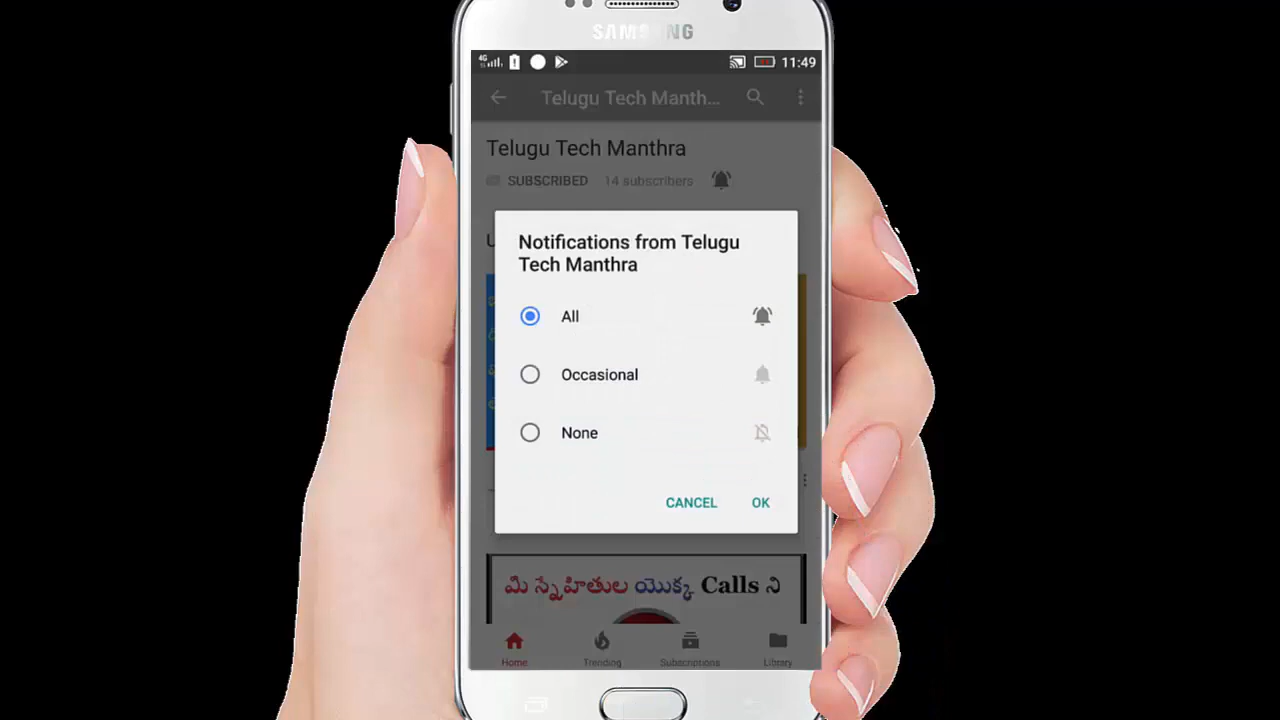 SAMSUNG
4G 11:49
Telugu Tech Manth...
Telugu Tech Manthra
SUBSCRIBED 14 subscribers
Notifications from Telugu
Tech Manthra
All
Occasional
None
CANCEL OK
మి స్నేహితుల యొక్క Calls ని
Home Trending Subscriptions Library